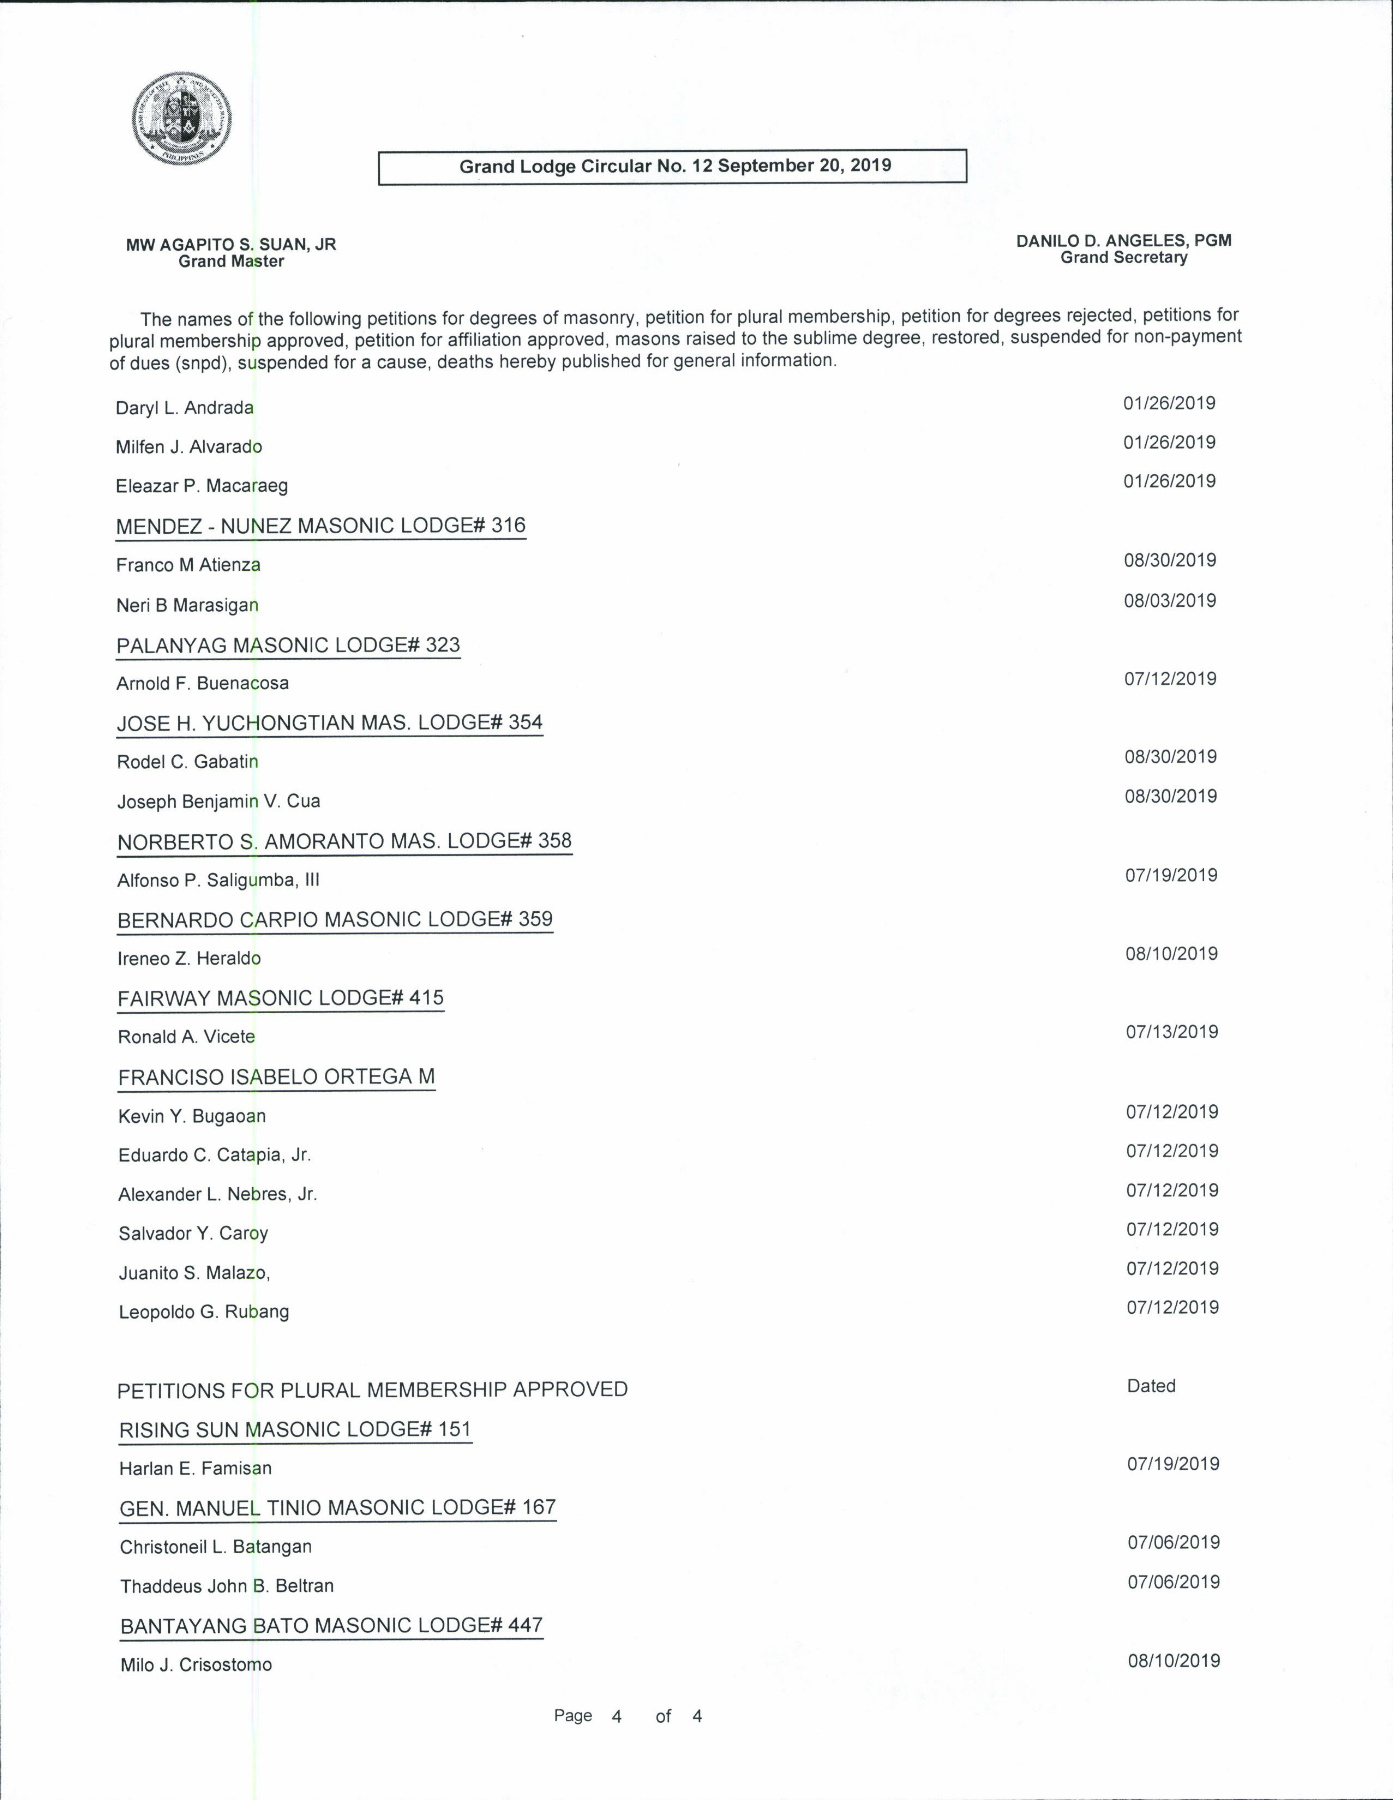 PHILIPPINES
Grand Lodge Circular No. 12 September 20, 2019
MW AGAPITO S. SUAN, JR
Grand Master
DANILO D. ANGELES, PGM
Grand Secretary
The names of the following petitions for degrees of masonry, petition for plural membership, petition for degrees rejected, petitions for
plural membership approved, petition for affiliation approved, masons raised to the sublime degree, restored, suspended for non-payment
of dues (snpd), suspended for a cause, deaths hereby published for general information.
Daryl L. Andrada 01/26/2019
Milfen J. Alvarado 01/26/2019
Eleazar P. Macaraeg 01/26/2019
MENDEZ - NUNEZ MASONIC LODGE# 316
Franco M Atienza 08/30/2019
Neri B Marasigan 08/03/2019
PALANYAG MASONIC LODGE# 323
Arnold F. Buenacosa 07/12/2019
JOSE H. YUCHONGTIAN MAS. LODGE# 354
Rodel C. Gabatin 08/30/2019
Joseph Benjamin V. Cua 08/30/2019
NORBERTO S. AMORANTO MAS. LODGE# 358
Alfonso P. Saligumba, III 07/19/2019
BERNARDO CARPIO MASONIC LODGE# 359
Ireneo Z. Heraldo 08/10/2019
FAIRWAY MASONIC LODGE# 415
Ronald A. Vicete 07/13/2019
FRANCISO ISABELO ORTEGA M
Kevin Y. Bugaoan 07/12/2019
Eduardo C. Catapia, Jr. 07/12/2019
Alexander L. Nebres, Jr. 07/12/2019
Salvador Y. Caroy 07/12/2019
Juanito S. Malazo, 07/12/2019
Leopoldo G. Rubang 07/12/2019
PETITIONS FOR PLURAL MEMBERSHIP APPROVED Dated
RISING SUN MASONIC LODGE# 151
Harlan E. Famisan 07/19/2019
GEN. MANUEL TINIO MASONIC LODGE# 167
Christoneil L. Batangan 07/06/2019
Thaddeus John B. Beltran 07/06/2019
BANTAYANG BATO MASONIC LODGE# 447
Milo J. Crisostomo 08/10/2019
Page 4 of 4